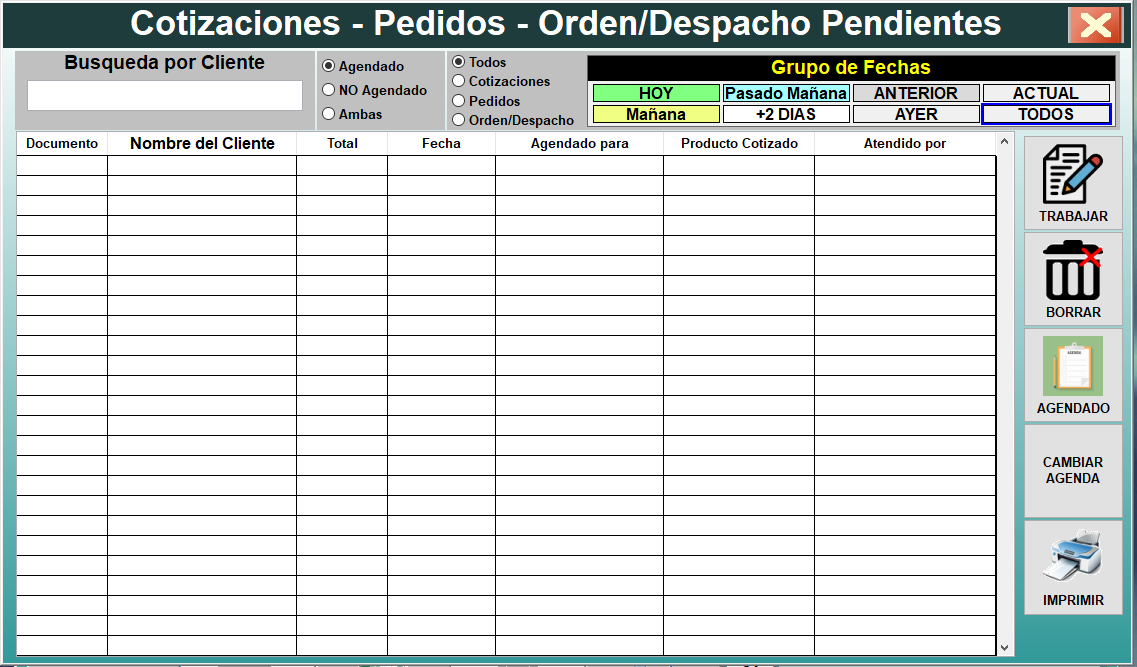 Cotizaciones - Pedidos - Orden/Despacho Pendientes
Busqueda por Cliente
Agendado
NO Agendado
Ambas
Todos
Cotizaciones
Pedidos
Orden/Despacho
Grupo de Fechas
HOY Pasado Mañana ANTERIOR ACTUAL
Mañana +2 DIAS AYER TODOS
Documento Nombre del Cliente Total Fecha Agendado para Producto Cotizado Atendido por
TRABAJAR
BORRAR
AGENDA
AGENDADO
CAMBIAR
AGENDA
IMPRIMIR